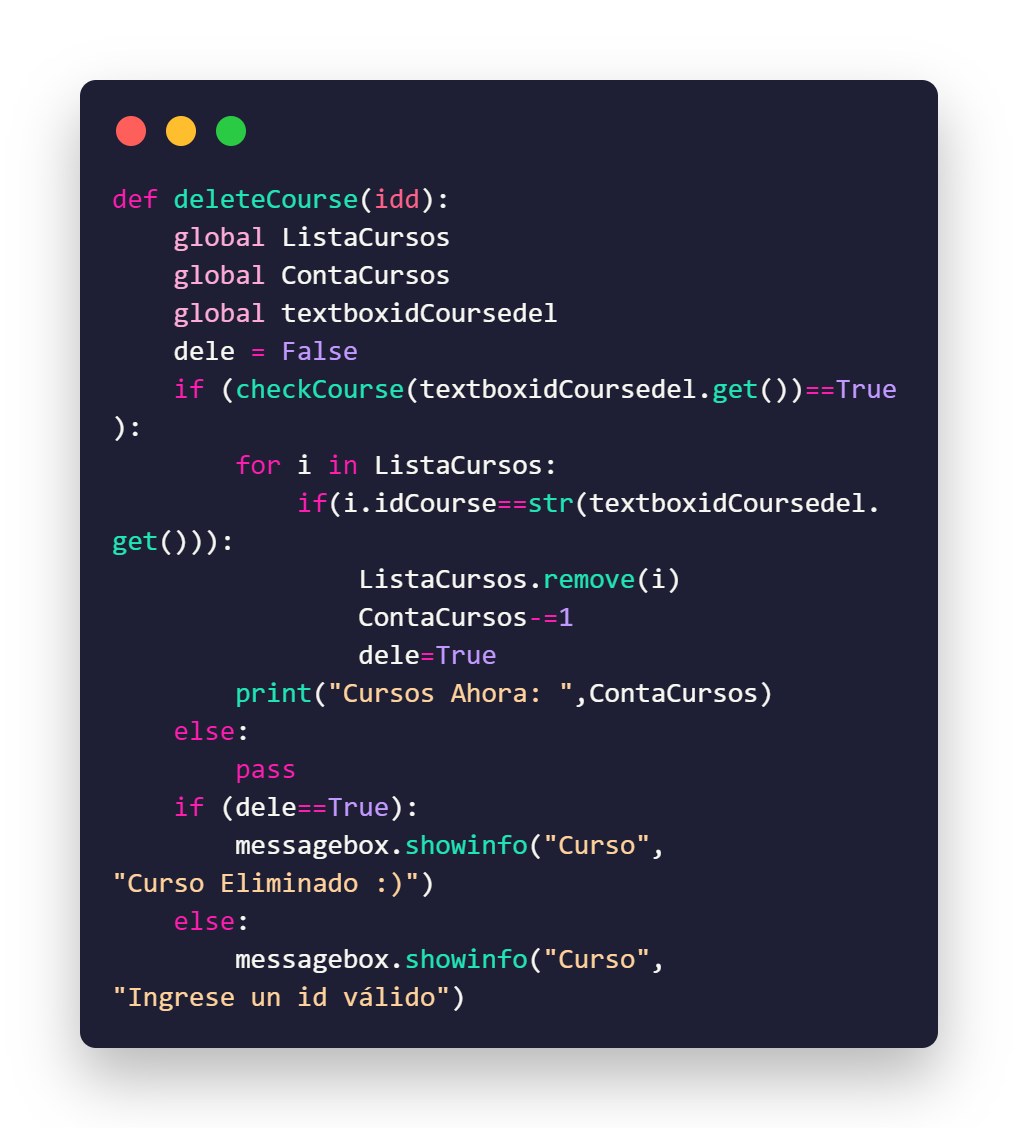 def deleteCourse(idd):
    global ListaCursos
    global ContaCursos
    global textboxidCoursedel
    dele = False
    if (checkCourse(textboxidCoursedel.get())==True
):
        for i in ListaCursos:
            if(i.idCourse==str(textboxidCoursedel.
get())):
                ListaCursos.remove(i)
                ContaCursos-=1
                dele=True
        print("Cursos Ahora: ",ContaCursos)
    else:
        pass
    if (dele==True):
        messagebox.showinfo("Curso",
"Curso Eliminado :)")
    else:
        messagebox.showinfo("Curso",
"Ingrese un id válido")